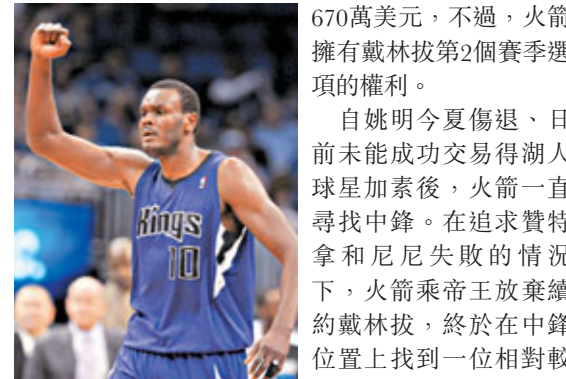 Kings
10
670萬美元，不過，火箭
擁有戴林拔第2個賽季選
項的權利。
自姚明今夏傷退、日
前未能成功交易得湖人
球星加素後，火箭一直
尋找中鋒。在追求贊特
拿和尼尼失敗的情況
下，火箭乘帝王放棄續
約戴林拔，終於在中鋒
位置上找到一位相對較